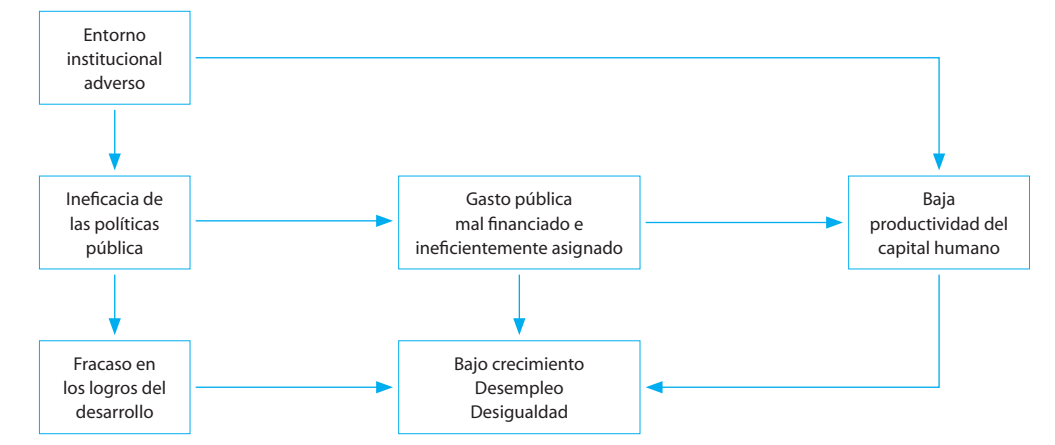 Entorno
institucional
adverso
Ineficacia de
las políticas
pública
Gasto pública
mal financiado e
ineficientemente asignado
Baja
productividad del
capital humano
Fracaso en
los logros del
desarrollo
Bajo crecimiento
Desempleo
Desigualdad